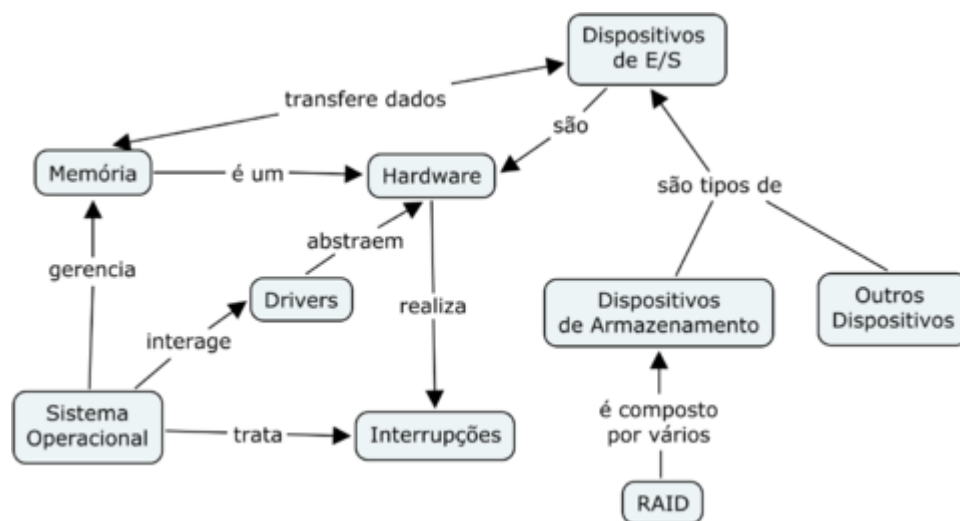 Dispositivos
de E/S
transfere dados
são
Memória
é um
Hardware
são tipos de
abstraem
gerencia
Drivers
realiza
Dispositivos
de Armazenamento
Outros
Dispositivos
interage
Sistema
Operacional
trata
Interrupções
é composto
por vários
RAID